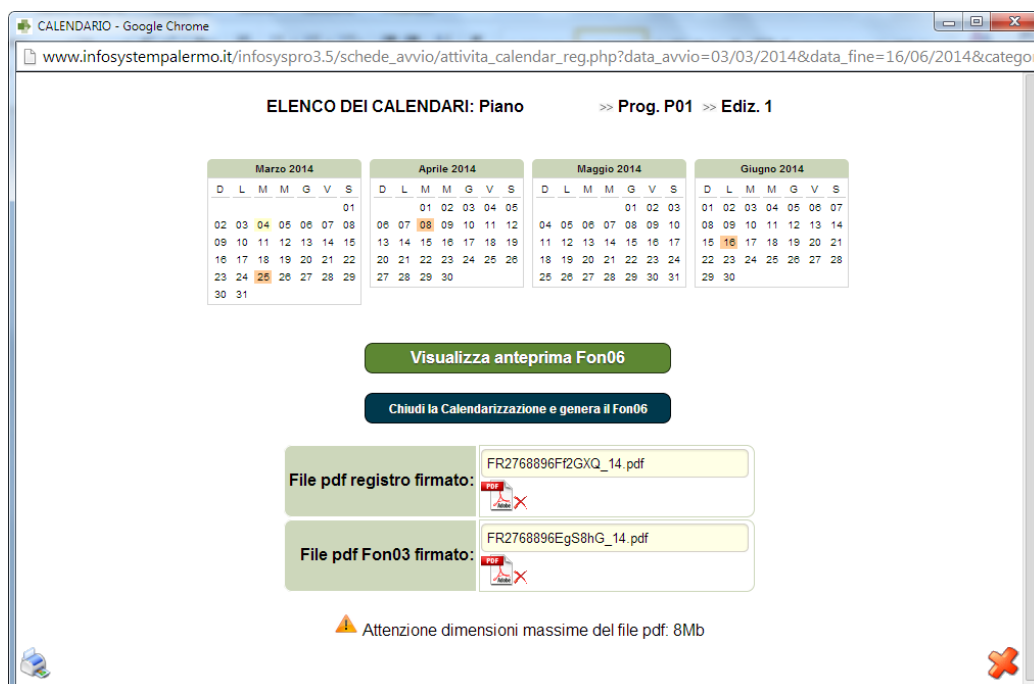 CALENDARIO - Google Chrome
www.infosystempalermo.it/infosyspro3.5/schede_avvio/attivita_calendar_reg.php?data_avvio=03/03/2014&data_fine=16/06/2014&catego
ELENCO DEI CALENDARI: Piano >> Prog. P01 >> Ediz. 1
Marzo 2014
D L M M G V S
01
02 03 04 05 06 07 08
09 10 11 12 13 14 15
16 17 18 19 20 21 22
23 24 25 26 27 28 29
30 31
Aprile 2014
D L M M G V S
01 02 03 04 05
06 07 08 09 10 11 12
13 14 15 16 17 18 19
20 21 22 23 24 25 26
27 28 29 30
Maggio 2014
D L M M G V S
01 02 03
04 05 06 07 08 09 10
11 12 13 14 15 16 17
18 19 20 21 22 23 24
25 26 27 28 29 30 31
Giugno 2014
D L M M G V S
01 02 03 04 05 06 07
08 09 10 11 12 13 14
15 16 17 18 19 20 21
22 23 24 25 26 27 28
29 30
Visualizza anteprima Fon06
Chiudi la Calendarizzazione e genera il Fon06
File pdf registro firmato:
FR2768896Ff2GXQ_14.pdf
PDF
Adobe
File pdf Fon03 firmato:
FR2768896EgS8hG_14.pdf
PDF
Adobe
Attenzione dimensioni massime del file pdf: 8Mb